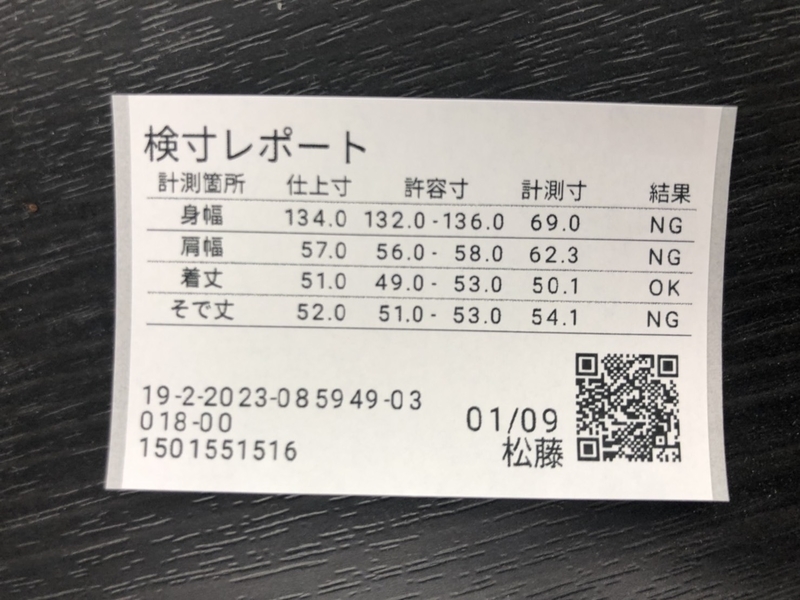 検寸レポート
計測箇所 仕上寸 許容寸 計測寸 結果
身幅 134.0 132.0-136.0 69.0 NG
肩幅 57.0 56.0- 58.0 62.3 NG
着丈 51.0 49.0- 53.0 50.1 OK
そで丈 52.0 51.0- 53.0 54.1 NG
19-2-2023-085949-03
018-00
1501551516
01/09
松藤